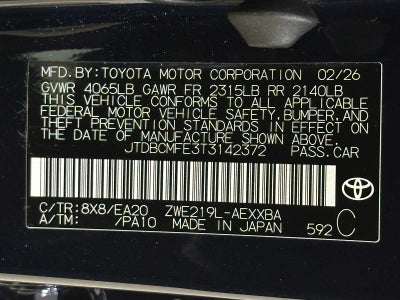 MFD.BY:TOYOTA MOTOR CORPORATION 02/26
GVWR 4065LB GAWR FR 2315LB RR 2140LB
THIS VEHICLE CONFORMS TO ALL APPLICABLE
FEDERAL MOTOR VEHICLE SAFETY,BUMPER,AND
THEFT PREVENTION STANDARDS IN EFFECT ON
THE DATE OF MANUFACTURE SHOWN ABOVE.
JTDBCMFE3T3142372 PASS.CAR
TOYOTA
C/TR:8X8/EA20 ZWE219L-AEXXBA
A/TM: /PA10 MADE IN JAPAN 592 C